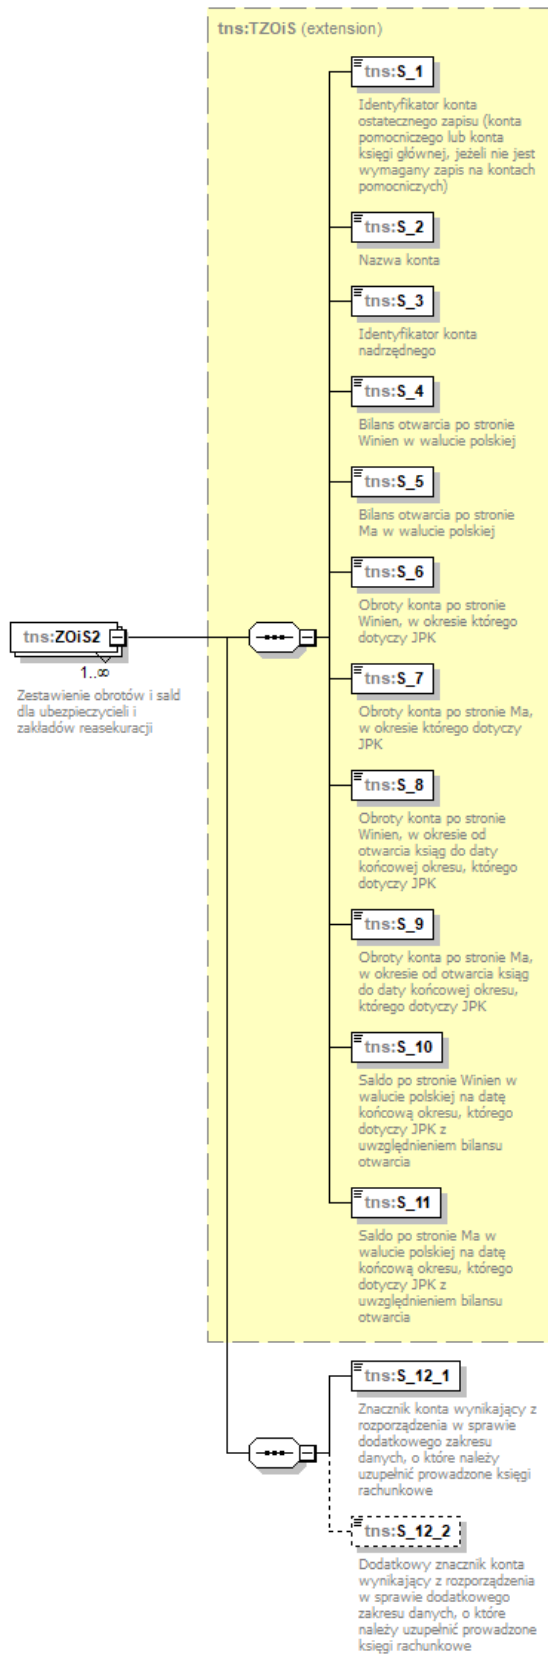 tns:TZOiS (extension)
tns:S_1
Identyfikator konta
ostatecznego zapisu (konta
pomocniczego lub konta
księgi głównej, jeżeli nie jest
wymagany zapis na kontach
pomocniczych)
tns:S_2
Nazwa konta
tns:S_3
Identyfikator konta
nadrzędnego
tns:S_4
Bilans otwarcia po stronie
Winien w walucie polskiej
tns:S_5
Bilans otwarcia po stronie
Ma w walucie polskiej
tns:S_6
Obroty konta po stronie
Winien, w okresie którego
dotyczy JPK
tns:ZOiS2
1..∞
Zestawienie obrotów i sald
dla ubezpieczycieli i
zakładów reasekuracji
tns:S_7
Obroty konta po stronie Ma,
w okresie którego dotyczy
JPK
tns:S_8
Obroty konta po stronie
Winien, w okresie od
otwarcia ksiąg do daty
końcowej okresu, którego
dotyczy JPK
tns:S_9
Obroty konta po stronie Ma,
w okresie od otwarcia ksiąg
do daty końcowej okresu,
którego dotyczy JPK
tns:S_10
Saldo po stronie Winien w
walucie polskiej na datę
końcową okresu, którego
dotyczy JPK z
uwzględnieniem bilansu
otwarcia
tns:S_11
Saldo po stronie Ma w
walucie polskiej na datę
końcową okresu, którego
dotyczy JPK z
uwzględnieniem bilansu
otwarcia
tns:S_12_1
Znacznik konta wynikający z
rozporządzenia w sprawie
dodatkowego zakresu
danych, o które należy
uzupełnić prowadzone księgi
rachunkowe
tns:S_12_2
Dodatkowy znacznik konta
wynikający z rozporządzenia
w sprawie dodatkowego
zakresu danych, o które
należy uzupełnić prowadzone
księgi rachunkowe